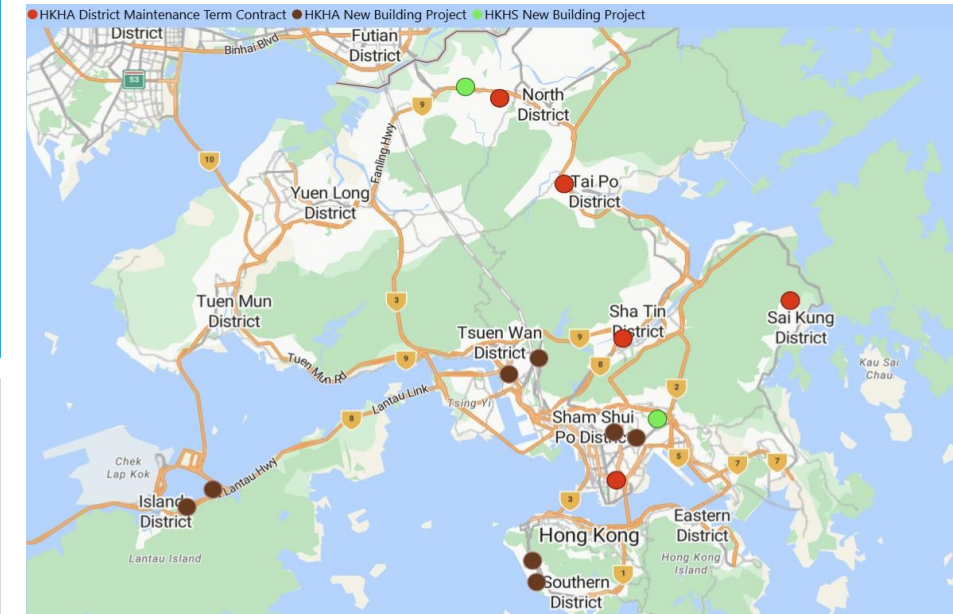 HKHA District Maintenance Term Contract HKHA New Building Project HKHS New Building Project
District
Binhai Blvd
Futian
District
S3
9
North
District
Fanling Hwy
10
Tai Po
District
Yuen Long
District
3
Tuen Mun
District
Sha Tin
District
Sai Kung
District
Tsuen Wan
District
9
8
9
Tuen Mun Rd
Kau Sai
Chau
2
Lantau Link
Tsing Yi
8
Sham Shui
Po District
5
7
7
Chek
Lap Kok
Lantau Hwy
Island
District
3
Eastern
District
Hong Kong
Lantau Island
Hong Kong
Island
1
Southern
District